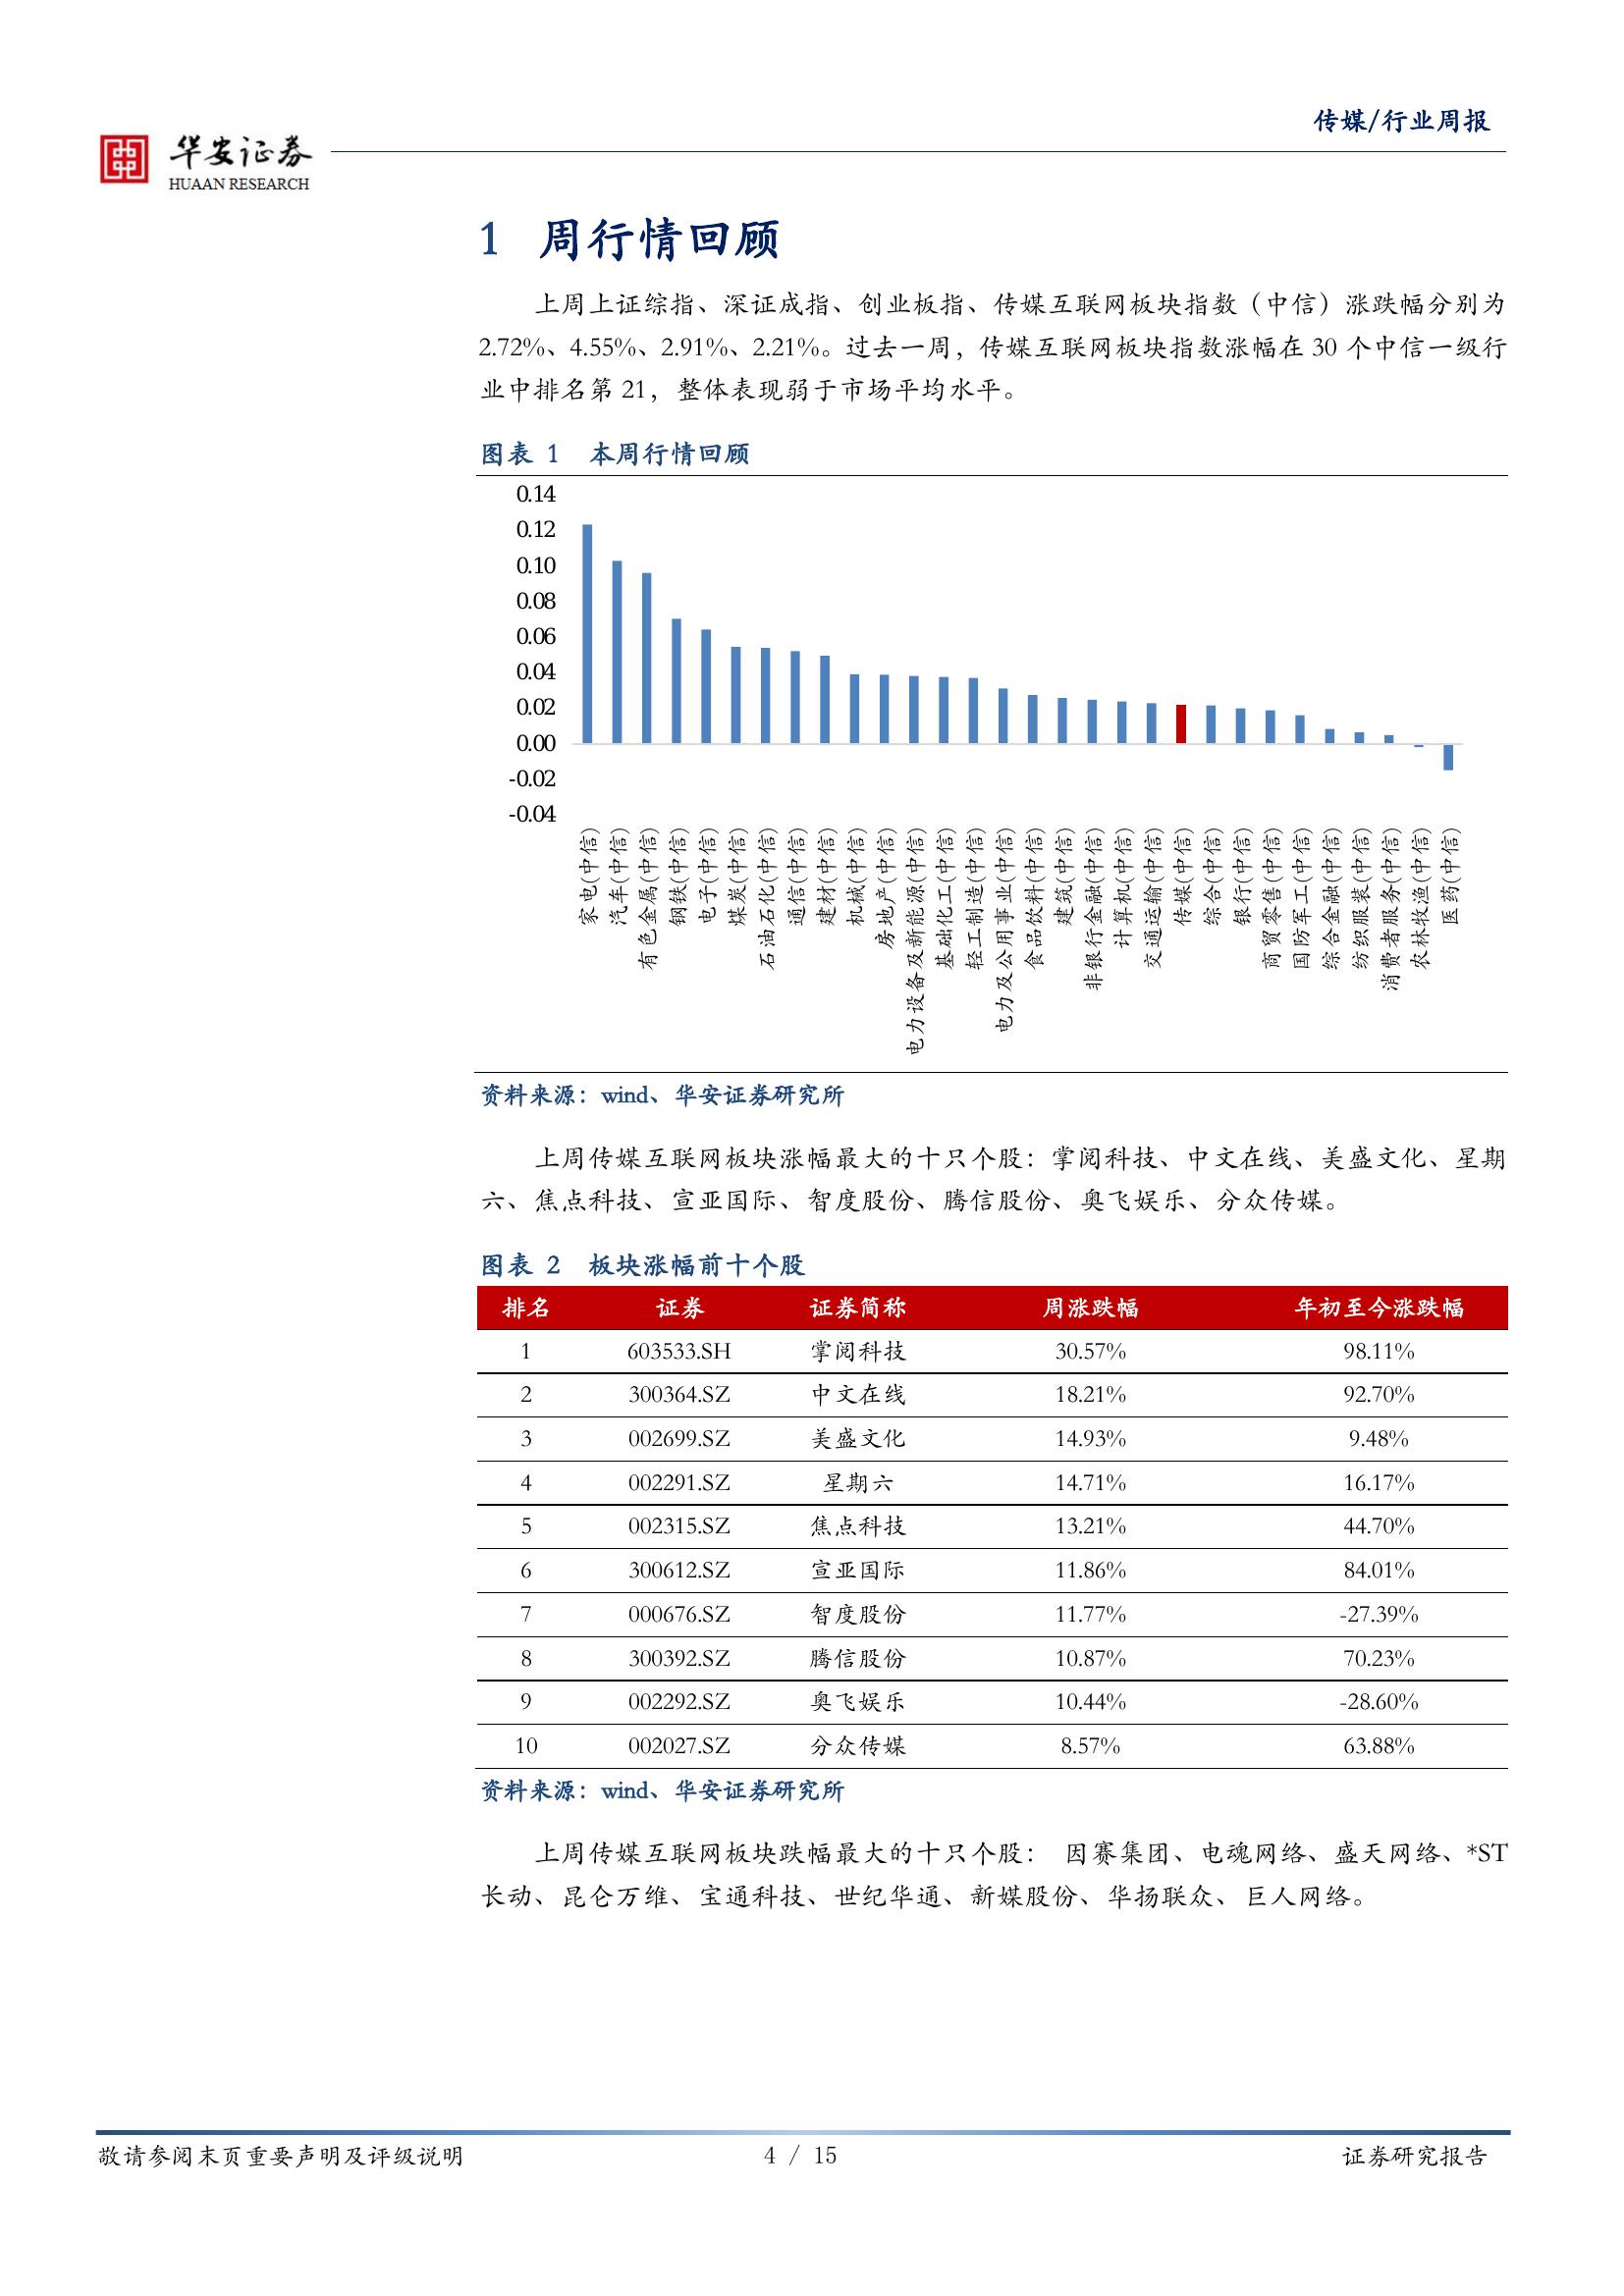 传媒/行业周报
华安证券
HUAAN RESEARCH
1 周行情回顾
上周上证综指、深证成指、创业板指、传媒互联网板块指数（中信）涨跌幅分别为
2.72%、4.55%、2.91%、2.21%。过去一周，传媒互联网板块指数涨幅在 30 个中信一级行
业中排名第 21，整体表现弱于市场平均水平。
图表 1 本周行情回顾
0.14
0.12
0.10
0.08
0.06
0.04
0.02
0.00
-0.02
-0.04
家电(中信)
汽车(中信)
有色金属(中信)
钢铁(中信)
电子(中信)
煤炭(中信)
石油石化(中信)
通信(中信)
建材(中信)
机械(中信)
房地产(中信)
电力设备及新能源(中信)
基础化工(中信)
轻工制造(中信)
电力及公用事业(中信)
食品饮料(中信)
建筑(中信)
非银行金融(中信)
计算机(中信)
交通运输(中信)
传媒(中信)
综合(中信)
银行(中信)
商贸零售(中信)
国防军工(中信)
综合金融(中信)
纺织服装(中信)
消费者服务(中信)
农林牧渔(中信)
医药(中信)
资料来源：wind、华安证券研究所
上周传媒互联网板块涨幅最大的十只个股：掌阅科技、中文在线、美盛文化、星期
六、焦点科技、宣亚国际、智度股份、腾信股份、奥飞娱乐、分众传媒。
图表 2 板块涨幅前十个股
排名 证券 证券简称 周涨跌幅 年初至今涨跌幅
1 603533.SH 掌阅科技 30.57% 98.11%
2 300364.SZ 中文在线 18.21% 92.70%
3 002699.SZ 美盛文化 14.93% 9.48%
4 002291.SZ 星期六 14.71% 16.17%
5 002315.SZ 焦点科技 13.21% 44.70%
6 300612.SZ 宣亚国际 11.86% 84.01%
7 000676.SZ 智度股份 11.77% -27.39%
8 300392.SZ 腾信股份 10.87% 70.23%
9 002292.SZ 奥飞娱乐 10.44% -28.60%
10 002027.SZ 分众传媒 8.57% 63.88%
资料来源：wind、华安证券研究所
上周传媒互联网板块跌幅最大的十只个股： 因赛集团、电魂网络、盛天网络、*ST
长动、昆仑万维、宝通科技、世纪华通、新媒股份、华扬联众、巨人网络。
敬请参阅末页重要声明及评级说明 4 / 15 证券研究报告